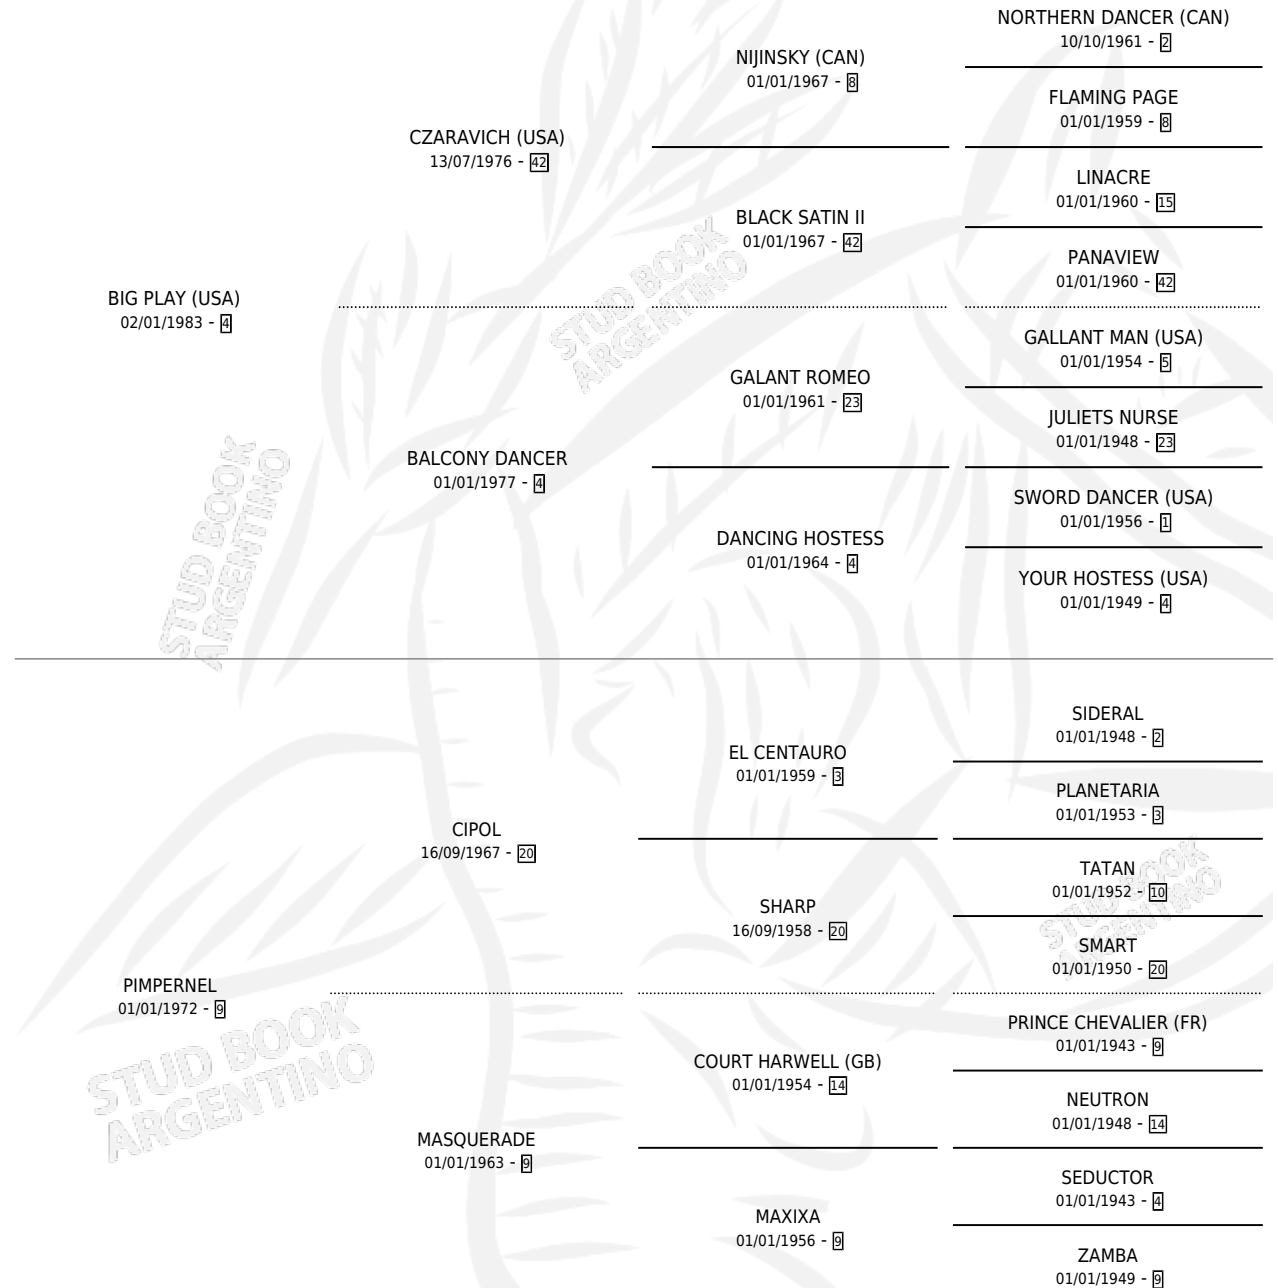 NORTHERN DANCER (CAN)
10/10/1961 - 2
NIJINSKY (CAN)
01/01/1967 - 8
FLAMING PAGE
01/01/1959 - 8
CZARAVICH (USA)
13/07/1976 - 42
LINACRE
01/01/1960 - 15
BLACK SATIN II
01/01/1967 - 42
PANAVIEW
01/01/1960 - 42
BIG PLAY (USA)
02/01/1983 - 4
GALLANT MAN (USA)
01/01/1954 - 5
GALANT ROMEO
01/01/1961 - 23
JULIETS NURSE
01/01/1948 - 23
BALCONY DANCER
01/01/1977 - 4
SWORD DANCER (USA)
01/01/1956 - 1
DANCING HOSTESS
01/01/1964 - 4
YOUR HOSTESS (USA)
01/01/1949 - 4
SIDERAL
01/01/1948 - 2
EL CENTAURO
01/01/1959 - 3
PLANETARIA
01/01/1953 - 3
CIPOL
16/09/1967 - 20
TATAN
01/01/1952 - 10
SHARP
16/09/1958 - 20
SMART
01/01/1950 - 20
PIMPERNEL
01/01/1972 - 9
PRINCE CHEVALIER (FR)
01/01/1943 - 9
COURT HARWELL (GB)
01/01/1954 - 14
NEUTRON
01/01/1948 - 14
MASQUERADE
01/01/1963 - 9
SEDUCTOR
01/01/1943 - 4
MAXIXA
01/01/1956 - 9
ZAMBA
01/01/1949 - 9
STUD BOOK
ARGENTINO
STUD BOOK
ARGENTINO
STUD BOOK
ARGENTINO
STUD BOOK
ARGENTINO